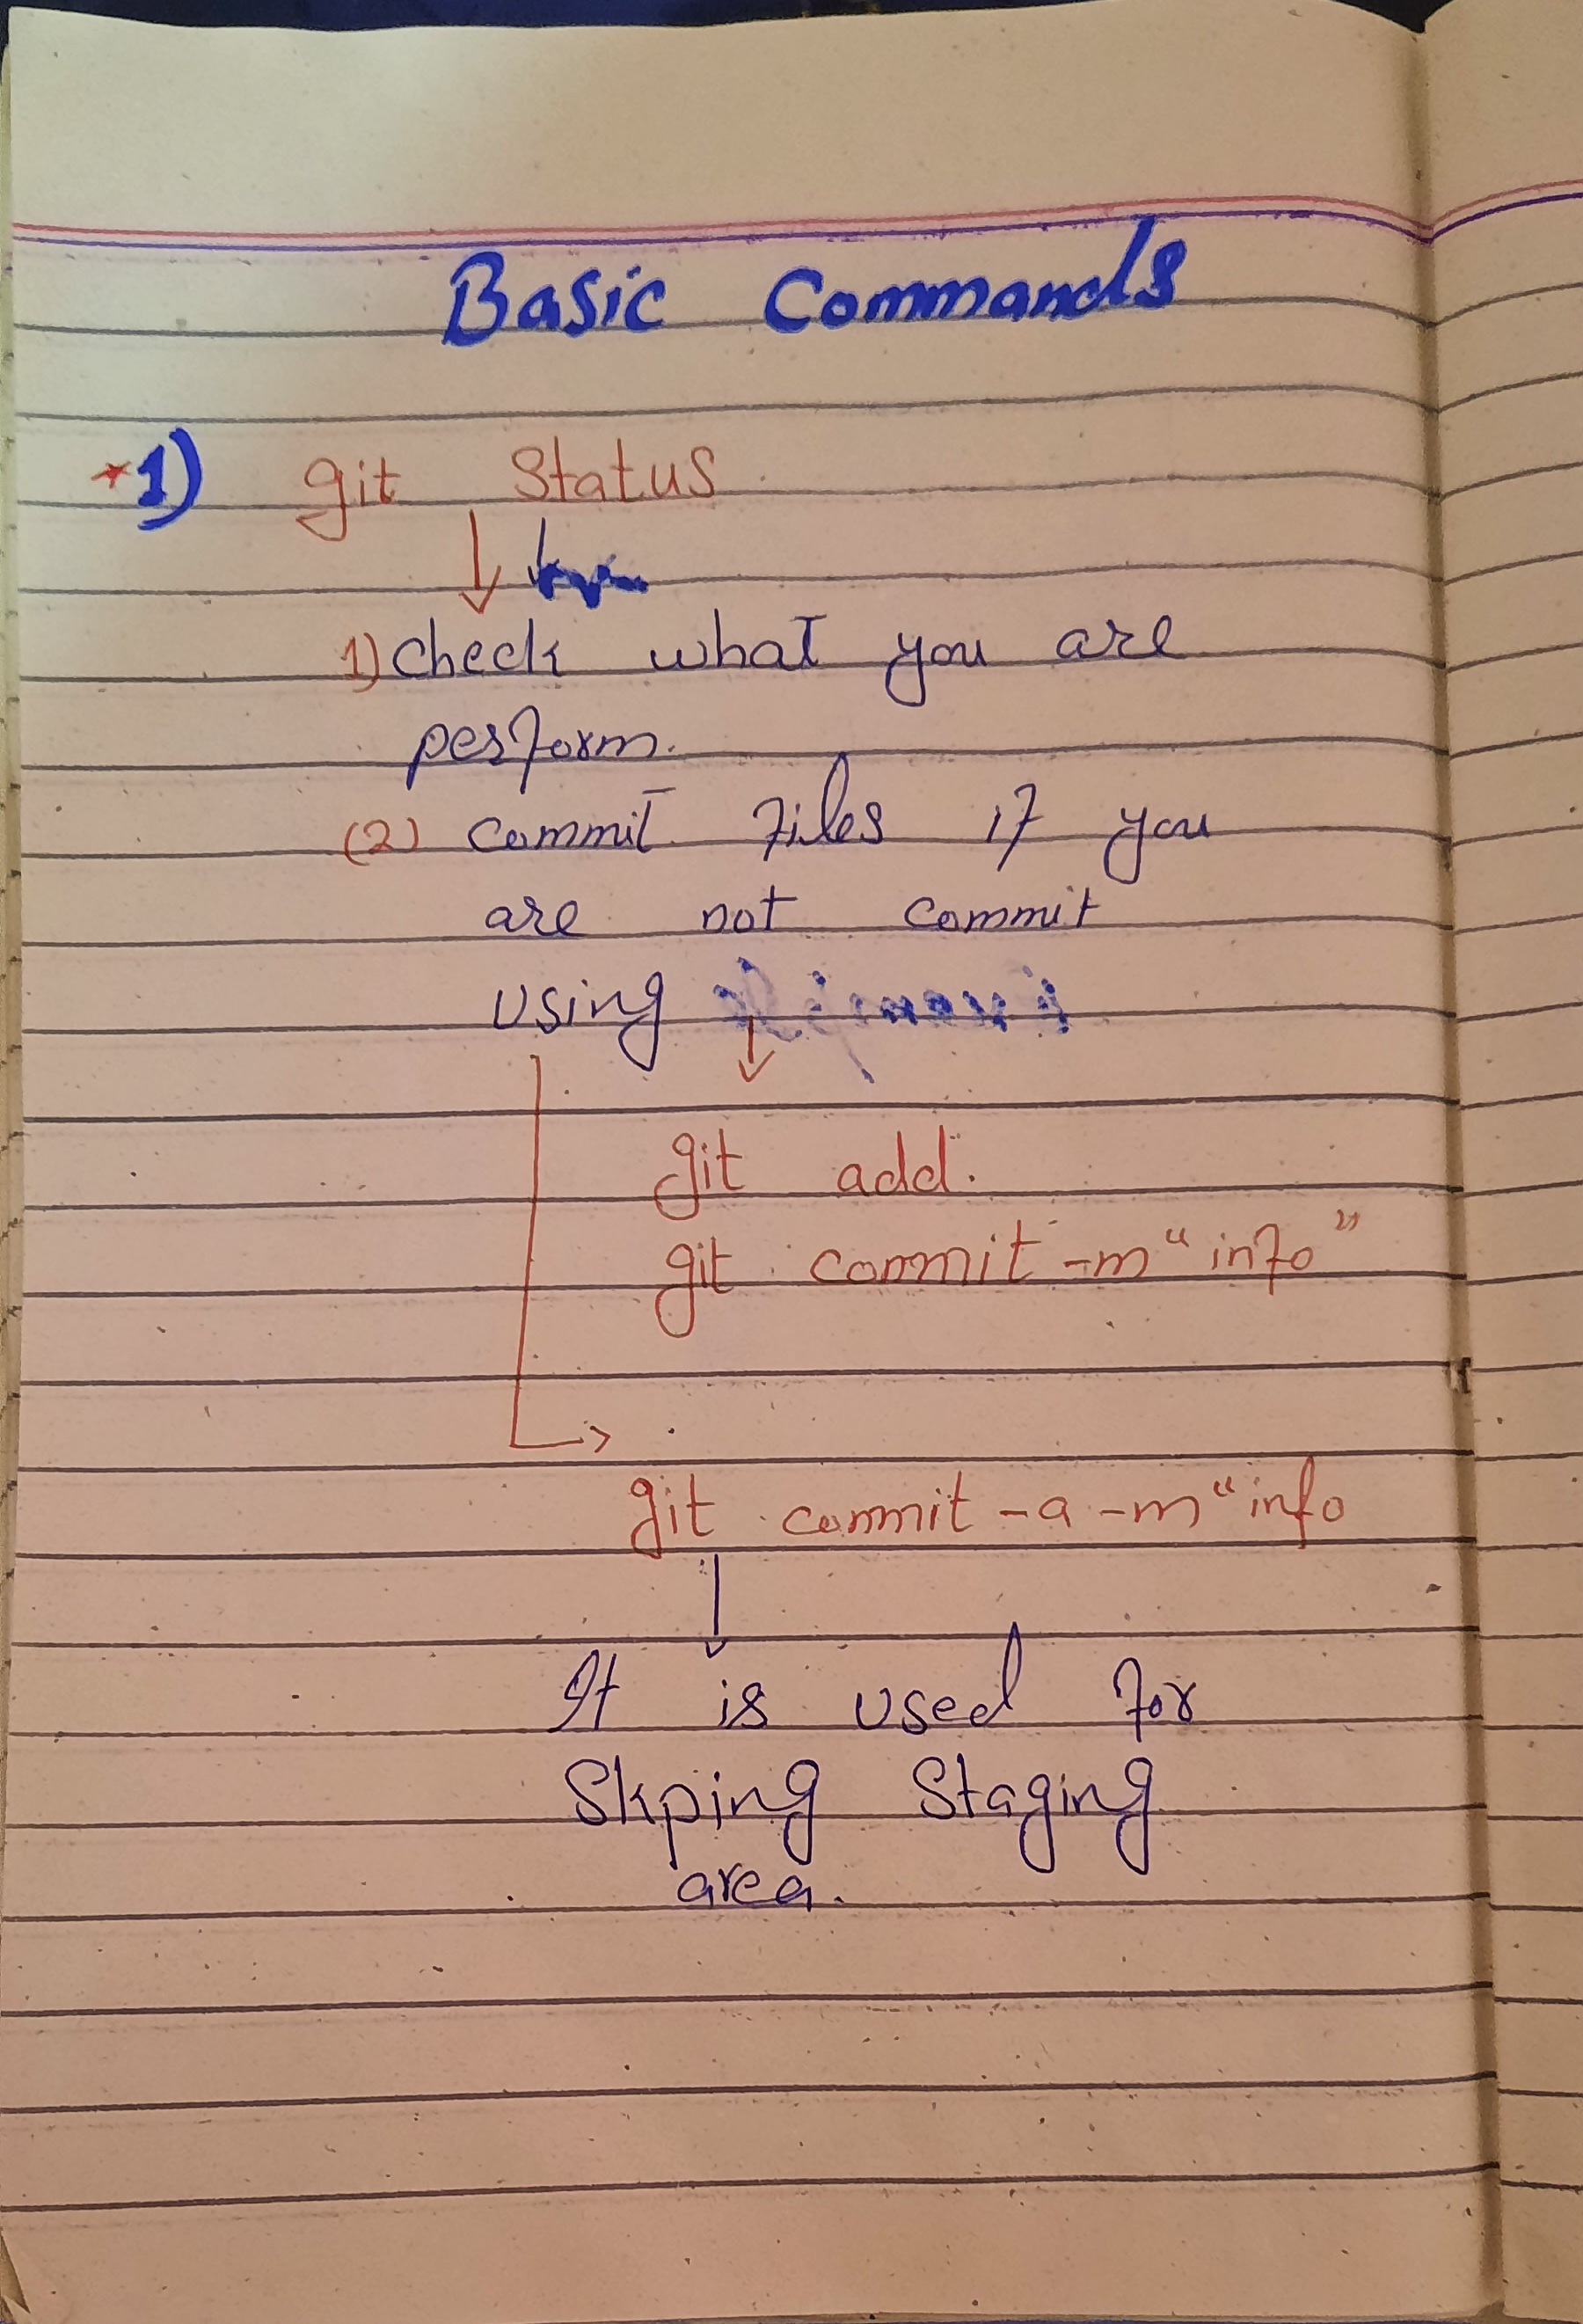 Basic Commands
*1) git status
1) check what you are
perform.
(2) commit files if you
are not commit
using
git add.
git commit -m "info"
git commit -a -m "info
It is used for
Skping Staging
area.